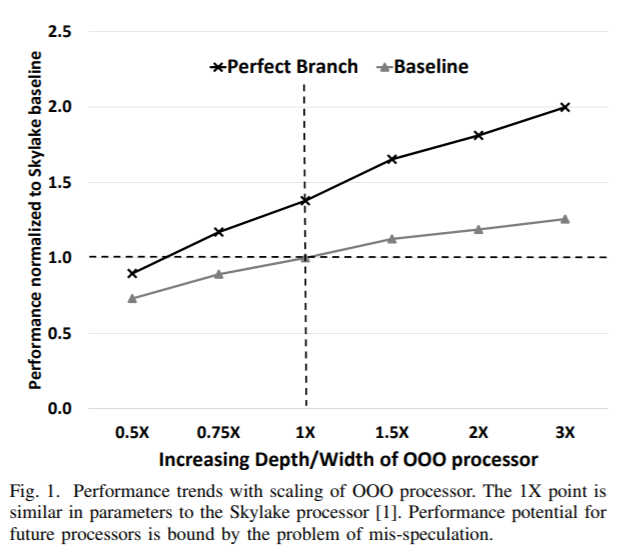 Performance normalized to Skylake baseline
2.5
Perfect Branch Baseline
2.0
1.5
1.0
0.5
0.0
0.5X 0.75X 1X 1.5X 2X 3X
Increasing Depth/Width of OOO processor
Fig. 1. Performance trends with scaling of OOO processor. The 1X point is
similar in parameters to the Skylake processor [1]. Performance potential for
future processors is bound by the problem of mis-speculation.